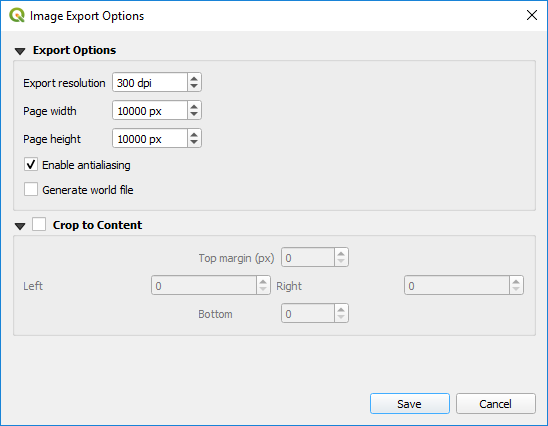 Image Export Options
Export Options
Export resolution 300 dpi
Page width 10000 px
Page height 10000 px
Enable antialiasing
Generate world file
Crop to Content
Top margin (px) 0
Left 0 Right 0
Bottom 0
Save Cancel